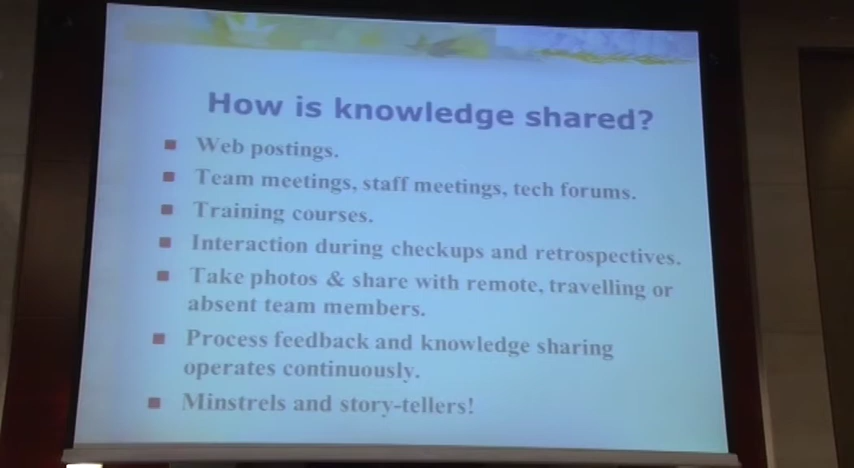 How is knowledge shared?
Web postings.
Team meetings, staff meetings, tech forums.
Training courses.
Interaction during checkups and retrospectives.
Take photos & share with remote, travelling or
absent team members.
Process feedback and knowledge sharing
operates continuously.
Minstrels and story-tellers!